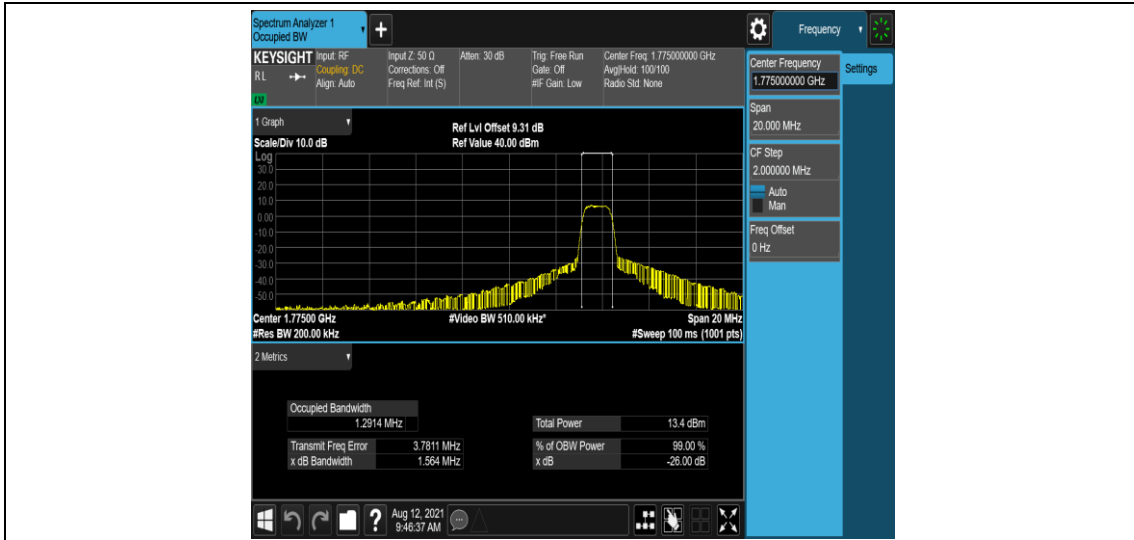 Spectrum Analyzer 1
Occupied BW
Frequency
KEYSIGHT Input: RF Input Z: 50 Ω Atten: 30 dB Trig: Free Run Center Freq: 1.775000000 GHz
RL Coupling: DC Corrections: Off Gate: Off Avg|Hold: 100/100
Align: Auto Freq Ref: Int (S) #IF Gain: Low Radio Std: None
Center Frequency
1.775000000 GHz
Settings
Span
20.000 MHz
CF Step
2.000000 MHz
Auto
Man
Freq Offset
0 Hz
1 Graph
Ref Lvl Offset 9.31 dB
Scale/Div 10.0 dB Ref Value 40.00 dBm
Log
30.0
20.0
10.0
0.00
-10.0
-20.0
-30.0
-40.0
-50.0
Center 1.77500 GHz #Video BW 510.00 kHz* Span 20 MHz
#Res BW 200.00 kHz #Sweep 100 ms (1001 pts)
2 Metrics
Occupied Bandwidth
1.2914 MHz Total Power 13.4 dBm
Transmit Freq Error 3.7811 MHz % of OBW Power 99.00 %
x dB Bandwidth 1.564 MHz x dB -26.00 dB
? Aug 12, 2021
9:46:37 AM